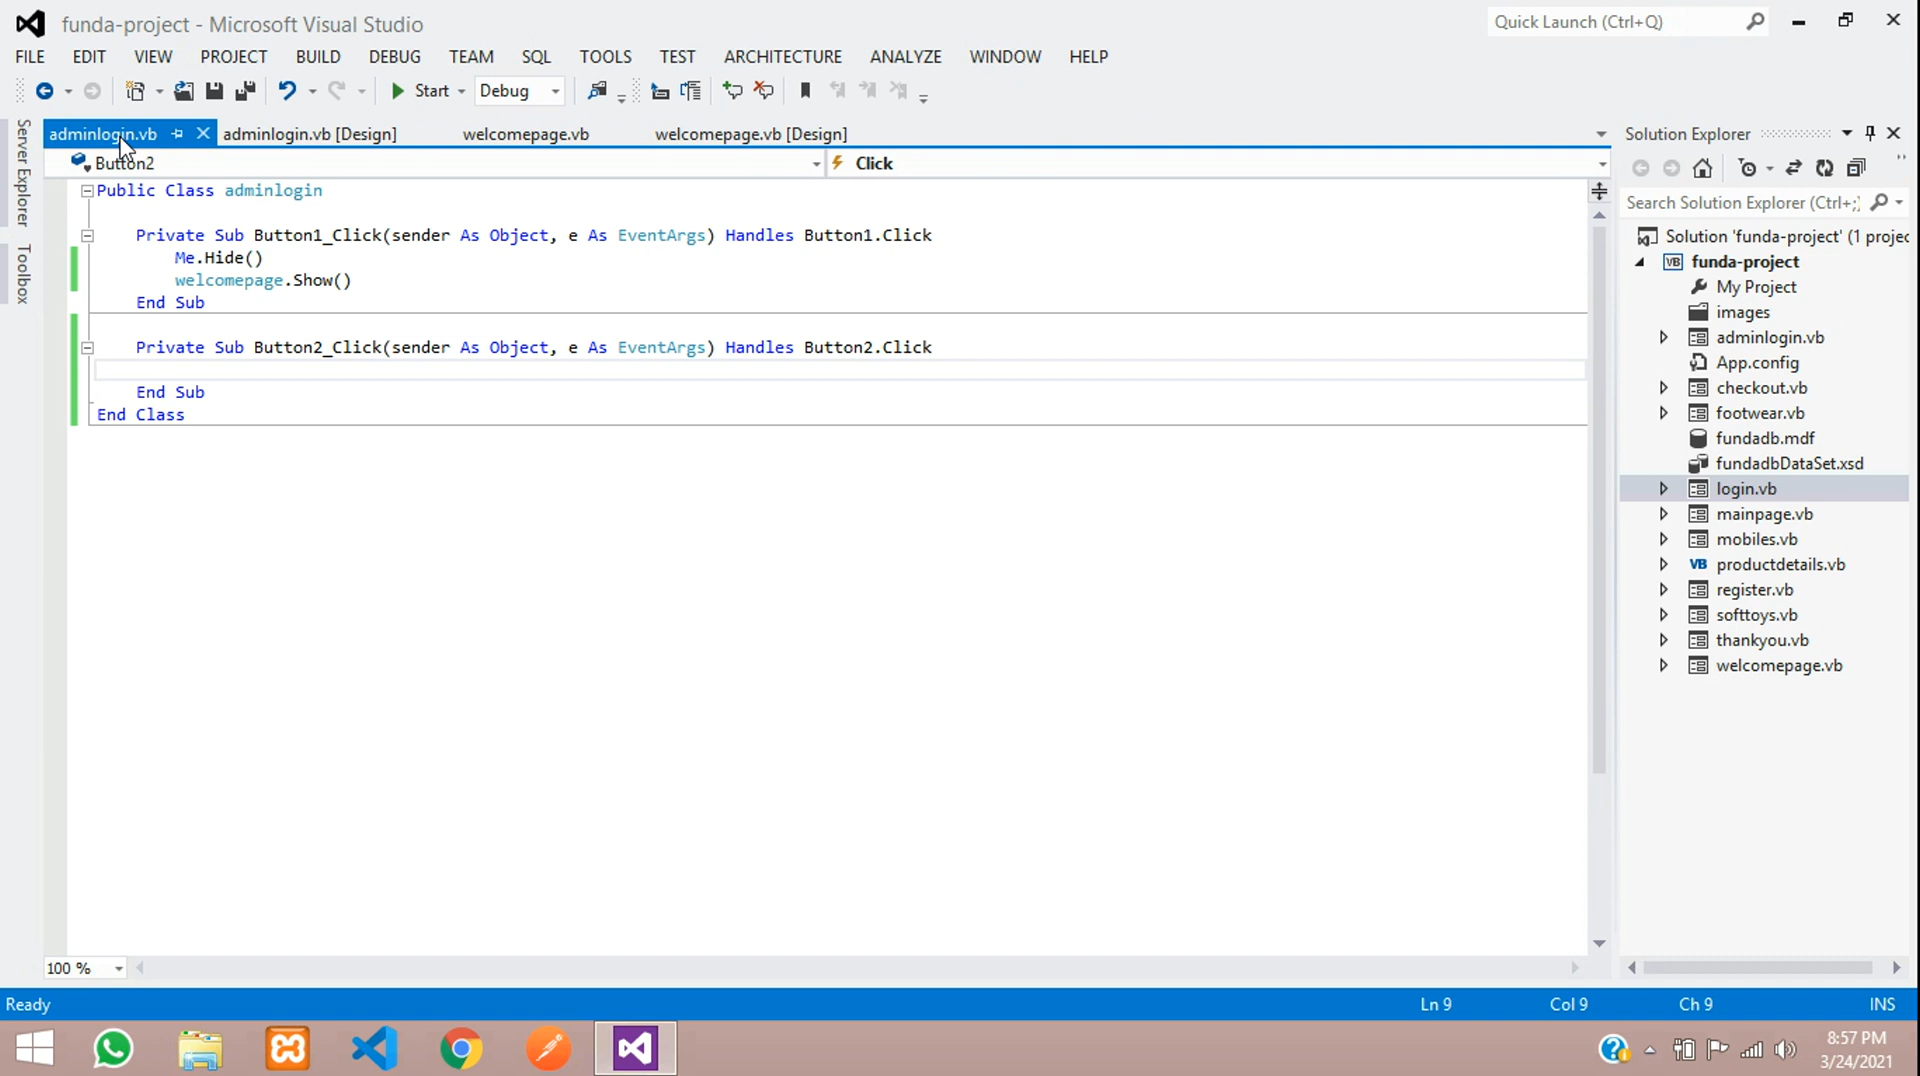 funda-project - Microsoft Visual Studio
Quick Launch (Ctrl+Q)
FILE EDIT VIEW PROJECT BUILD DEBUG TEAM SQL TOOLS TEST ARCHITECTURE ANALYZE WINDOW HELP
Start Debug
adminlogin.vb adminlogin.vb [Design] welcomepage.vb welcomepage.vb [Design]
Button2 Click
Server Explorer
Toolbox
Public Class adminlogin
Private Sub Button1_Click(sender As Object, e As EventArgs) Handles Button1.Click
Me.Hide()
welcomepage.Show()
End Sub
Private Sub Button2_Click(sender As Object, e As EventArgs) Handles Button2.Click
End Sub
End Class
100 %
Solution Explorer
Search Solution Explorer (Ctrl+;)
Solution 'funda-project' (1 projec
VB funda-project
My Project
images
adminlogin.vb
App.config
checkout.vb
footwear.vb
fundadb.mdf
fundadbDataSet.xsd
login.vb
mainpage.vb
mobiles.vb
VB productdetails.vb
register.vb
softtoys.vb
thankyou.vb
welcomepage.vb
Ready Ln 9 Col 9 Ch 9 INS
8:57 PM
3/24/2021